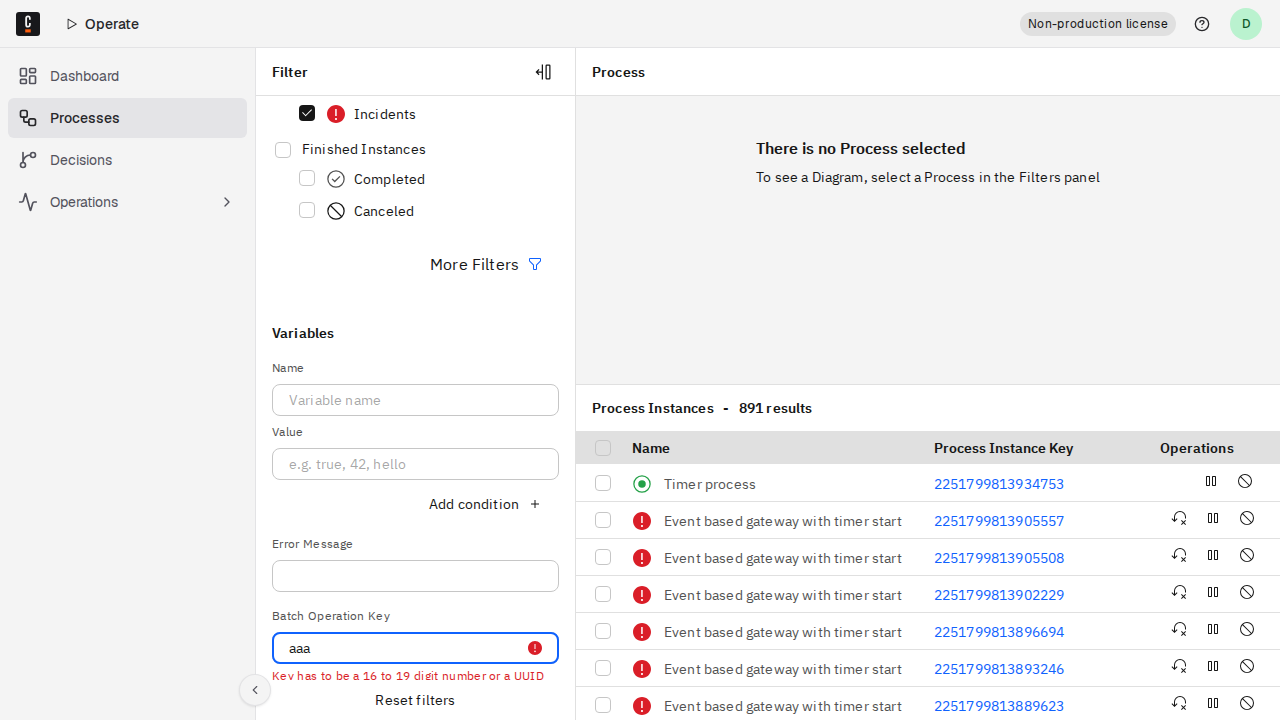 Operate
Non-production license
D
Dashboard
Processes
Decisions
Operations
Filter
Incidents
Finished Instances
Completed
Canceled
More Filters
Variables
Name
Variable name
Value
e.g. true, 42, hello
Add condition
Error Message
Batch Operation Key
aaa
Key has to be a 16 to 19 digit number or a UUID
Reset filters
Process
There is no Process selected
To see a Diagram, select a Process in the Filters panel
Process Instances - 891 results
Name Process Instance Key Operations
Timer process 2251799813934753
Event based gateway with timer start 2251799813905557
Event based gateway with timer start 2251799813905508
Event based gateway with timer start 2251799813902229
Event based gateway with timer start 2251799813896694
Event based gateway with timer start 2251799813893246
Event based gateway with timer start 2251799813889623